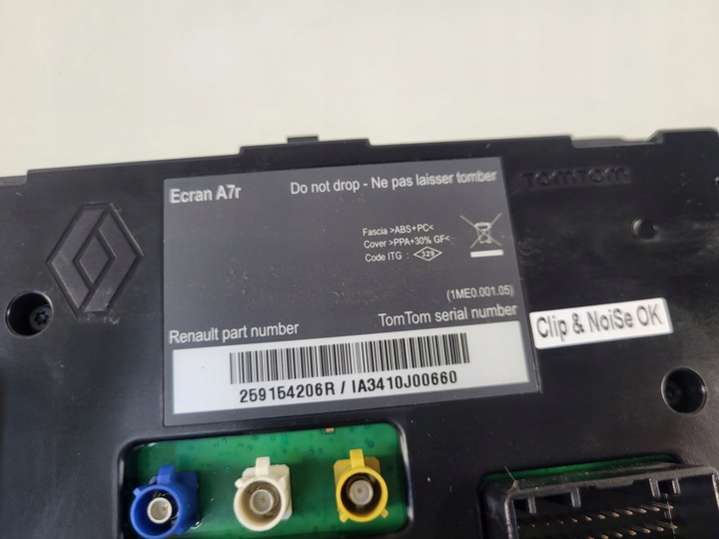 Ecran A7r
Do not drop - Ne pas laisser tomber
TomTom
Fascia >ABS+PC<
Cover >PPA+30% GF<
Code ITG : 329
(1ME0.001.05)
Renault part number
TomTom serial number
Clip & NoiSe OK
259154206R / IA3410J00660